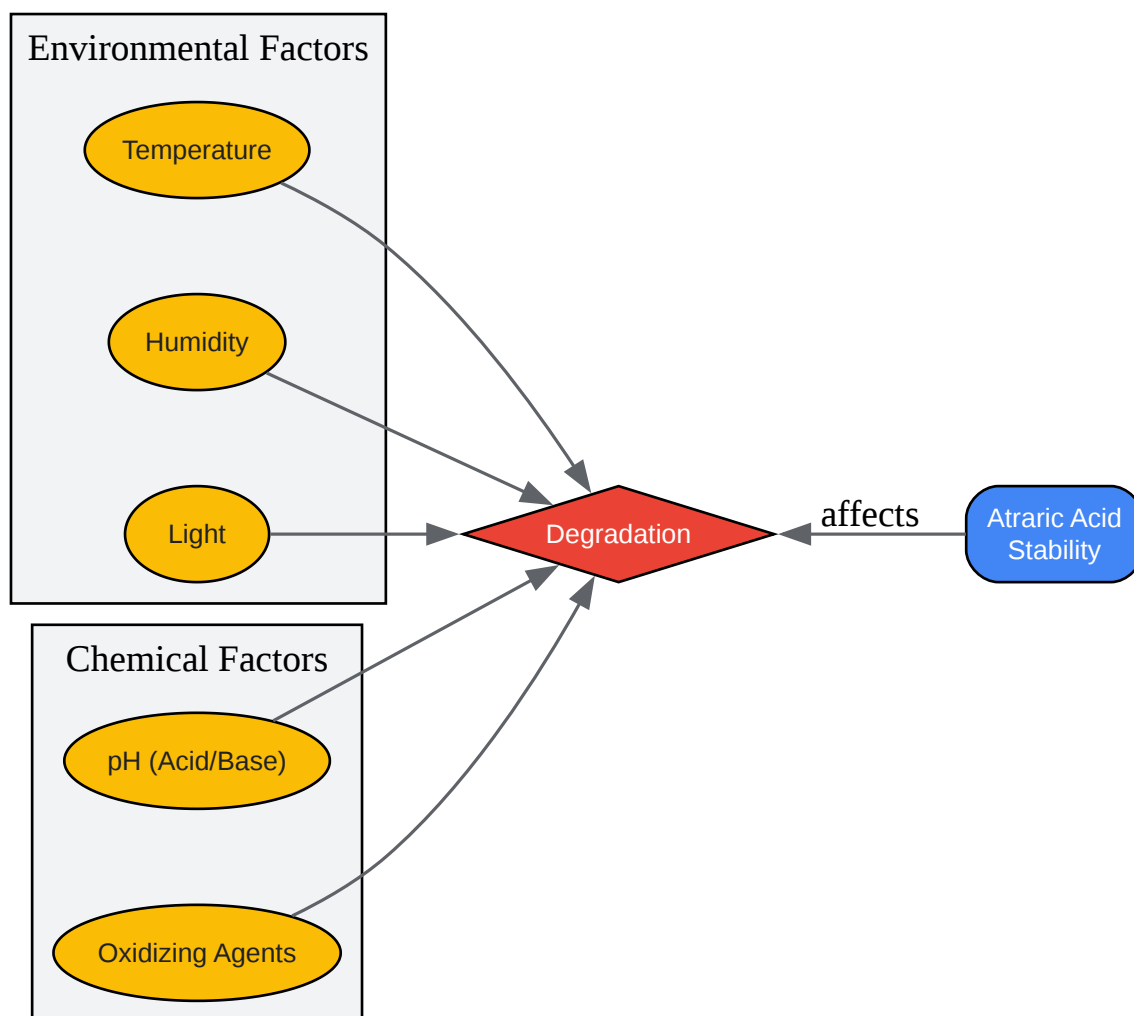 Environmental Factors
Temperature
Humidity
Light
Degradation
affects
Atraric Acid
Stability
Chemical Factors
pH (Acid/Base)
Oxidizing Agents